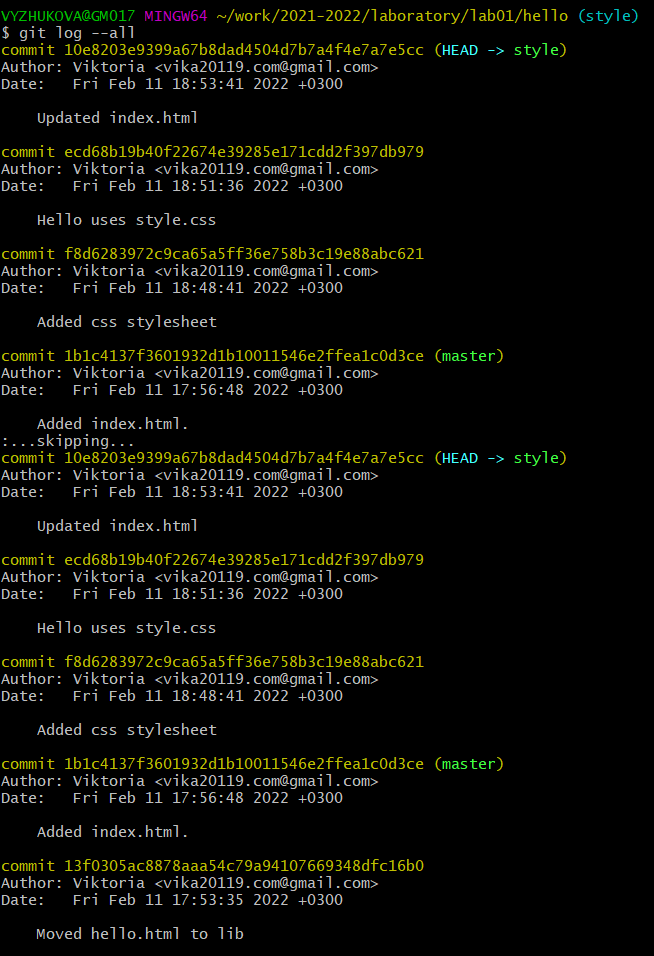 VYZHUKOVA@GM017 MINGW64 ~/work/2021-2022/laboratory/lab01/hello (style)
$ git log --all
commit 10e8203e9399a67b8dad4504d7b7a4f4e7a7e5cc (HEAD -> style)
Author: Viktoria <vika20119.com@gmail.com>
Date:   Fri Feb 11 18:53:41 2022 +0300

    Updated index.html

commit ecd68b19b40f22674e39285e171cdd2f397db979
Author: Viktoria <vika20119.com@gmail.com>
Date:   Fri Feb 11 18:51:36 2022 +0300

    Hello uses style.css

commit f8d6283972c9ca65a5ff36e758b3c19e88abc621
Author: Viktoria <vika20119.com@gmail.com>
Date:   Fri Feb 11 18:48:41 2022 +0300

    Added css stylesheet

commit 1b1c4137f3601932d1b10011546e2ffea1c0d3ce (master)
Author: Viktoria <vika20119.com@gmail.com>
Date:   Fri Feb 11 17:56:48 2022 +0300

    Added index.html.
:...skipping...
commit 10e8203e9399a67b8dad4504d7b7a4f4e7a7e5cc (HEAD -> style)
Author: Viktoria <vika20119.com@gmail.com>
Date:   Fri Feb 11 18:53:41 2022 +0300

    Updated index.html

commit ecd68b19b40f22674e39285e171cdd2f397db979
Author: Viktoria <vika20119.com@gmail.com>
Date:   Fri Feb 11 18:51:36 2022 +0300

    Hello uses style.css

commit f8d6283972c9ca65a5ff36e758b3c19e88abc621
Author: Viktoria <vika20119.com@gmail.com>
Date:   Fri Feb 11 18:48:41 2022 +0300

    Added css stylesheet

commit 1b1c4137f3601932d1b10011546e2ffea1c0d3ce (master)
Author: Viktoria <vika20119.com@gmail.com>
Date:   Fri Feb 11 17:56:48 2022 +0300

    Added index.html.

commit 13f0305ac8878aaa54c79a94107669348dfc16b0
Author: Viktoria <vika20119.com@gmail.com>
Date:   Fri Feb 11 17:53:35 2022 +0300

    Moved hello.html to lib